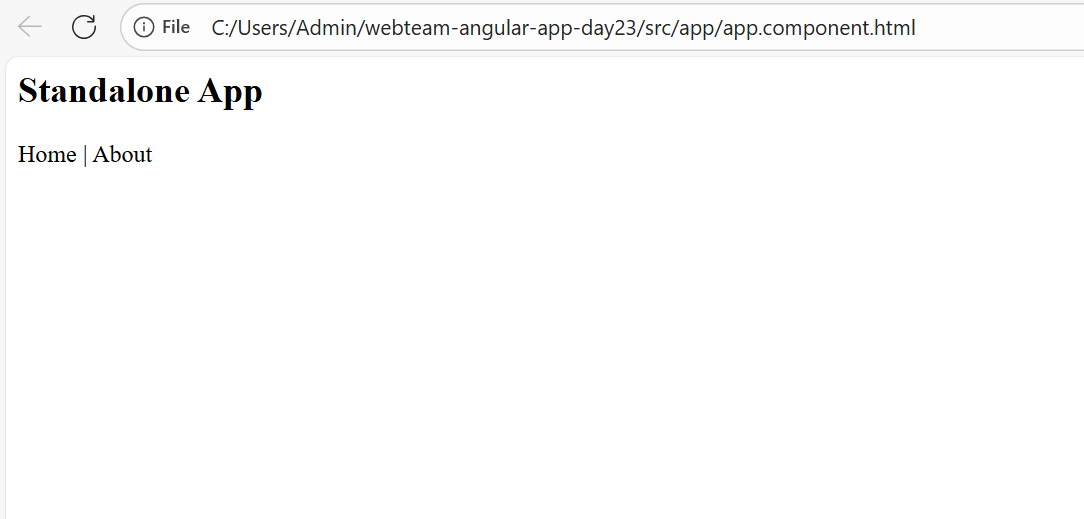 File C:/Users/Admin/webteam-angular-app-day23/src/app/app.component.html
Standalone App
Home | About